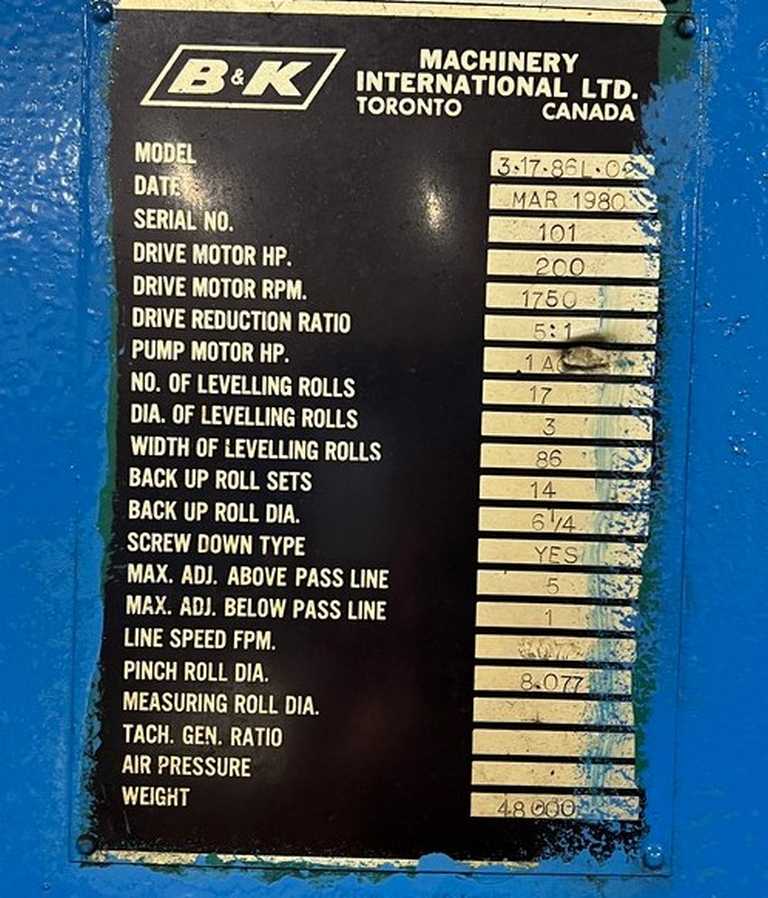 B&K
MACHINERY
INTERNATIONAL LTD.
TORONTO CANADA
MODEL
DATE MAR 1980
SERIAL NO. 101
DRIVE MOTOR HP. 200
DRIVE MOTOR RPM. 1750
DRIVE REDUCTION RATIO 5:1
PUMP MOTOR HP. 1
NO. OF LEVELLING ROLLS 17
DIA. OF LEVELLING ROLLS 3
WIDTH OF LEVELLING ROLLS 86
BACK UP ROLL SETS 14
BACK UP ROLL DIA. 6 1/4
SCREW DOWN TYPE YES
MAX. ADJ. ABOVE PASS LINE 5
MAX. ADJ. BELOW PASS LINE 1
LINE SPEED FPM.
PINCH ROLL DIA. 8.077
MEASURING ROLL DIA.
TACH. GEN. RATIO
AIR PRESSURE
WEIGHT 48000